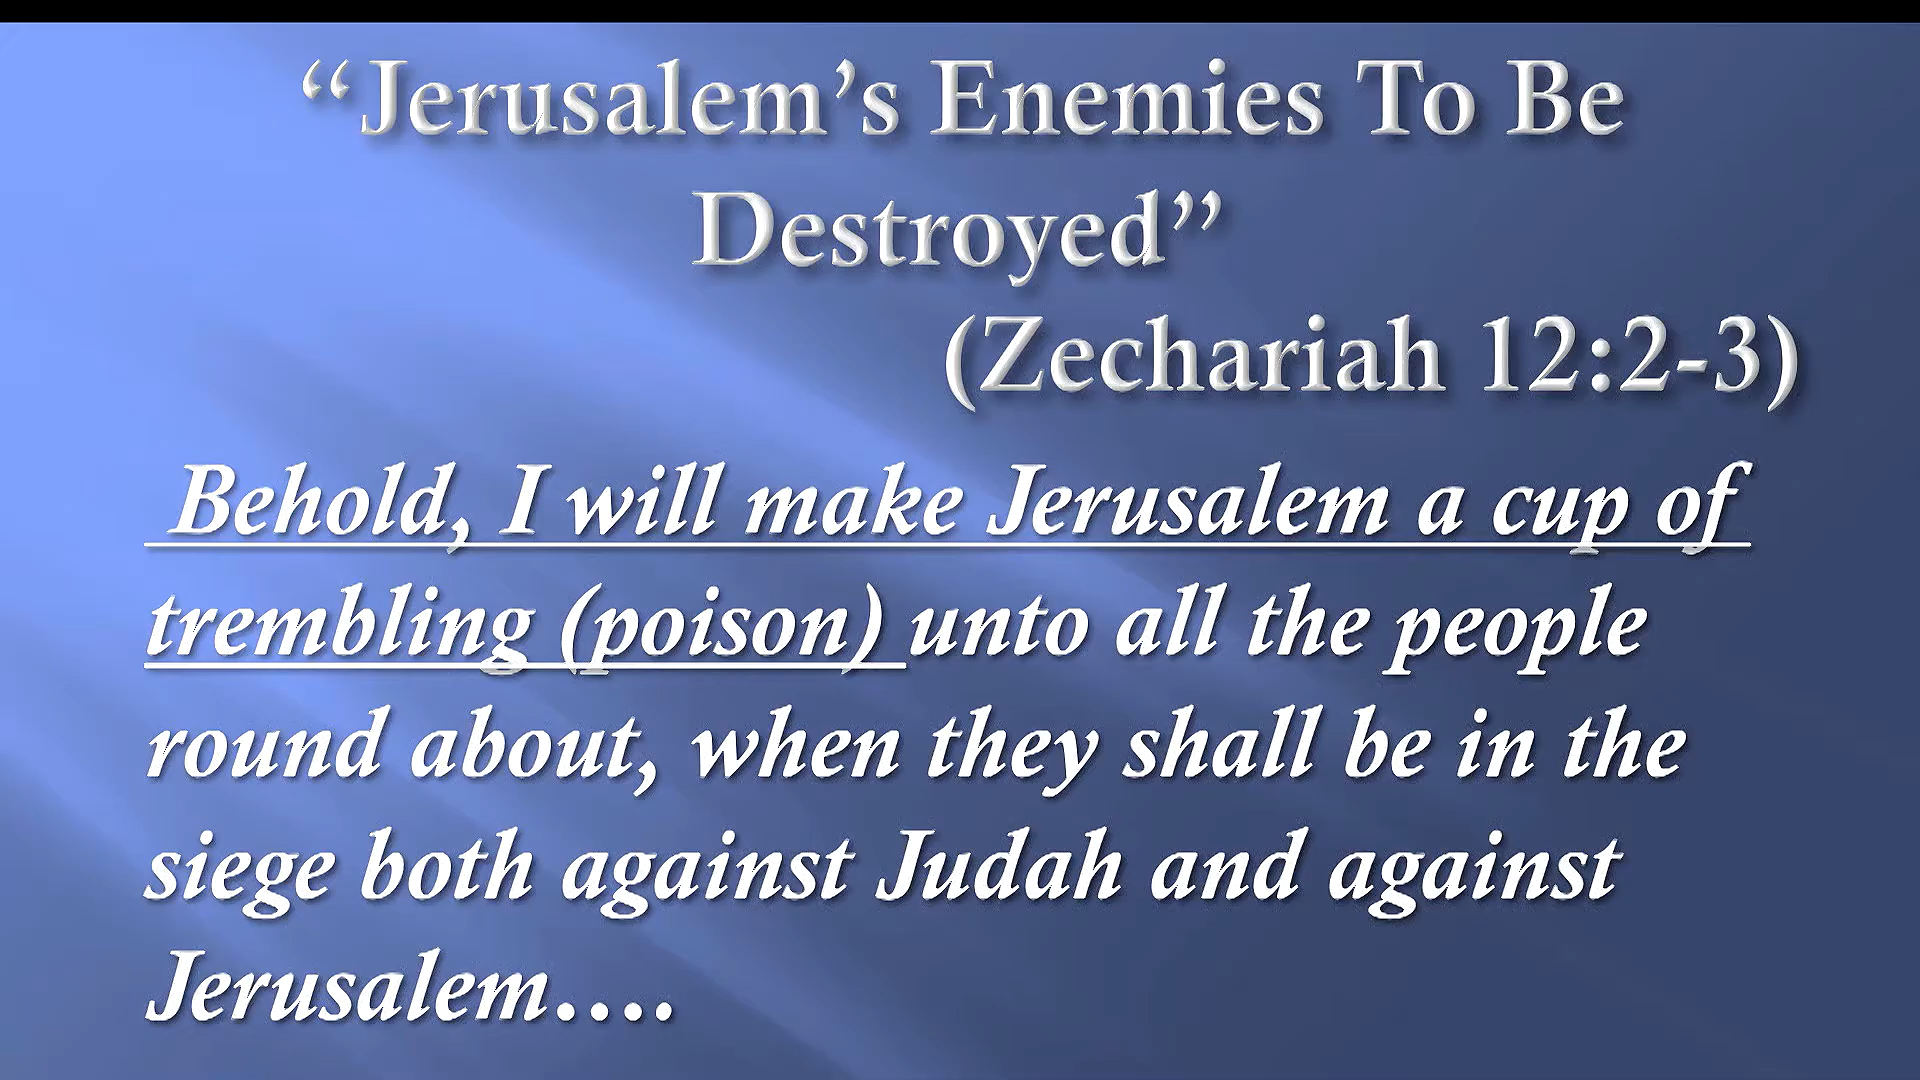 “Jerusalem’s Enemies To Be
Destroyed”
(Zechariah 12:2-3)
Behold, I will make Jerusalem a cup of
trembling (poison) unto all the people
round about, when they shall be in the
siege both against Judah and against
Jerusalem….